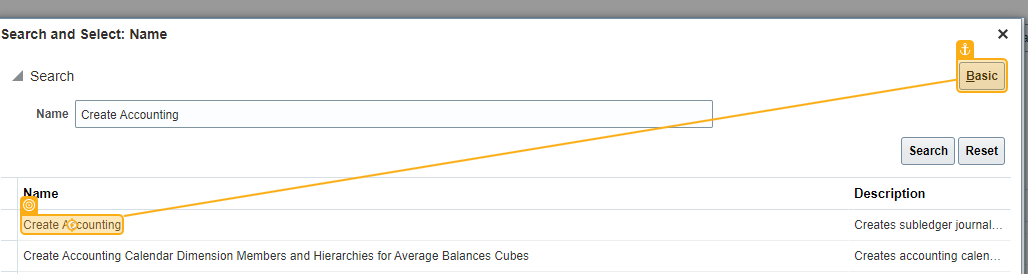 Search and Select: Name
Search
Basic
Name Create Accounting
Search Reset
Name Description
Create Accounting Creates subledger journal...
Create Accounting Calendar Dimension Members and Hierarchies for Average Balances Cubes Creates accounting calen...